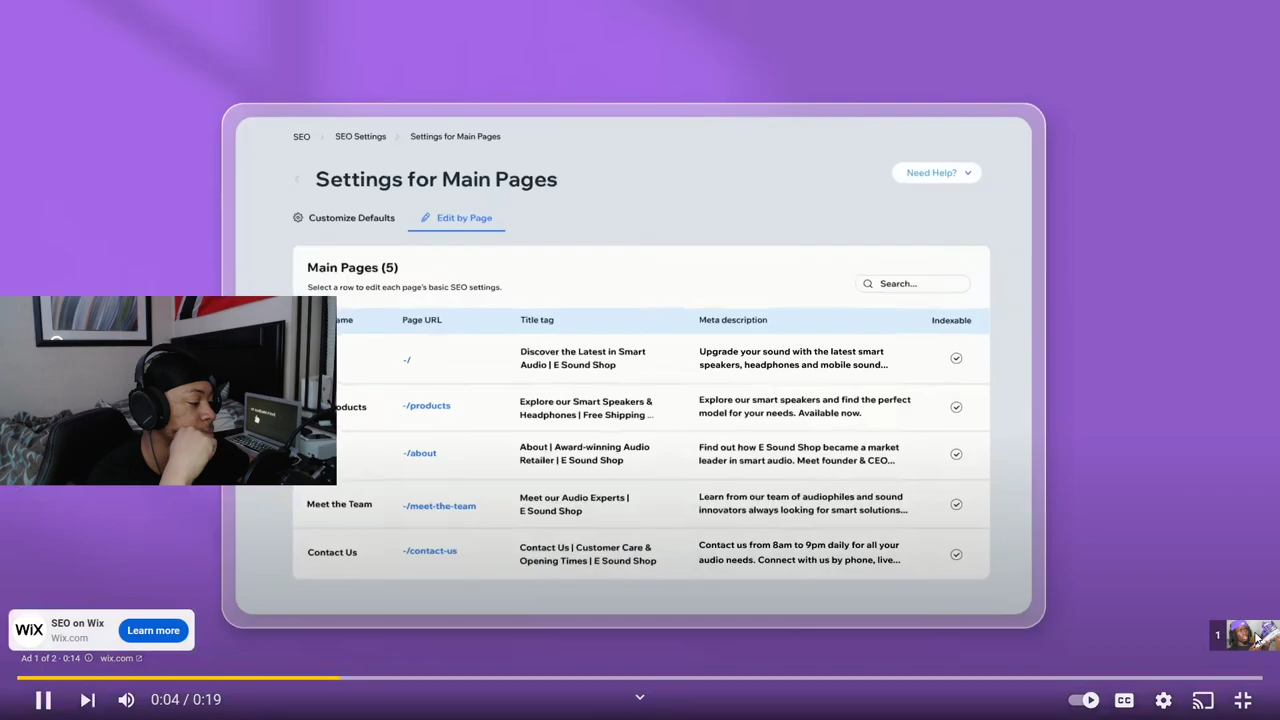 SEO
SEO Settings
Settings for Main Pages
Settings for Main Pages
Need Help?
Customize Defaults
Edit by Page
Main Pages (5)
Select a row to edit each page's basic SEO settings.
Search...
Page URL
Title tag
Meta description
Indexable
-/
Discover the Latest in Smart
Audio | E Sound Shop
Upgrade your sound with the latest smart
speakers, headphones and mobile sound...
-/products
Explore our Smart Speakers &
Headphones | Free Shipping ...
Explore our smart speakers and find the perfect
model for your needs. Available now.
-/about
About | Award-winning Audio
Retailer | E Sound Shop
Find out how E Sound Shop became a market
leader in smart audio. Meet founder & CEO...
Meet the Team
-/meet-the-team
Meet our Audio Experts |
E Sound Shop
Learn from our team of audiophiles and sound
innovators always looking for smart solutions...
Contact Us
-/contact-us
Contact Us | Customer Care &
Opening Times | E Sound Shop
Contact us from 8am to 9pm daily for all your
audio needs. Connect with us by phone, live...
WiX
SEO on Wix
Wix.com
Learn more
Ad 1 of 2 · 0:14
wix.com
1
0:04 / 0:19
CC